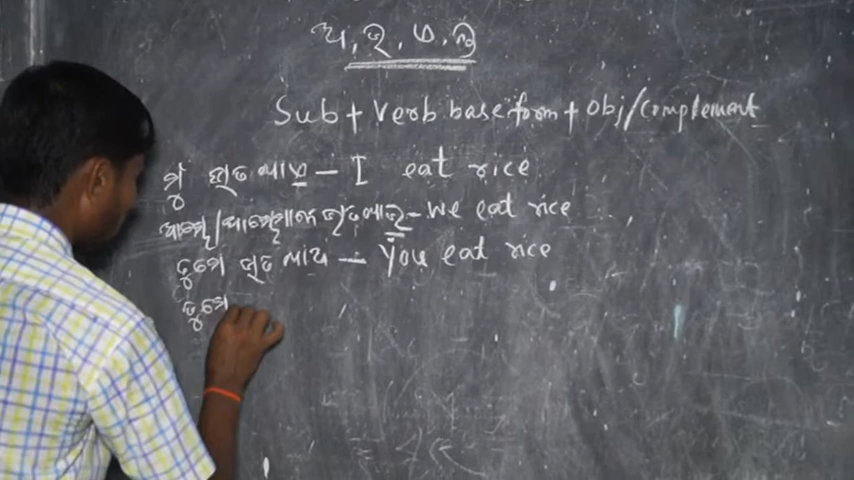 ଅ, ଉ, ଏ, ନ୍ତି
Sub + Verb base form + Obj/Complement
ମୁଁ ଭାତ ଖାଏ – I eat rice
ଆମ୍ଭେ/ଆମ୍ଭେମାନେ ଭାତ ଖାଉ – We eat rice
ତୁମେ ଭାତ ଖାଅ – You eat rice
ତୁମେ